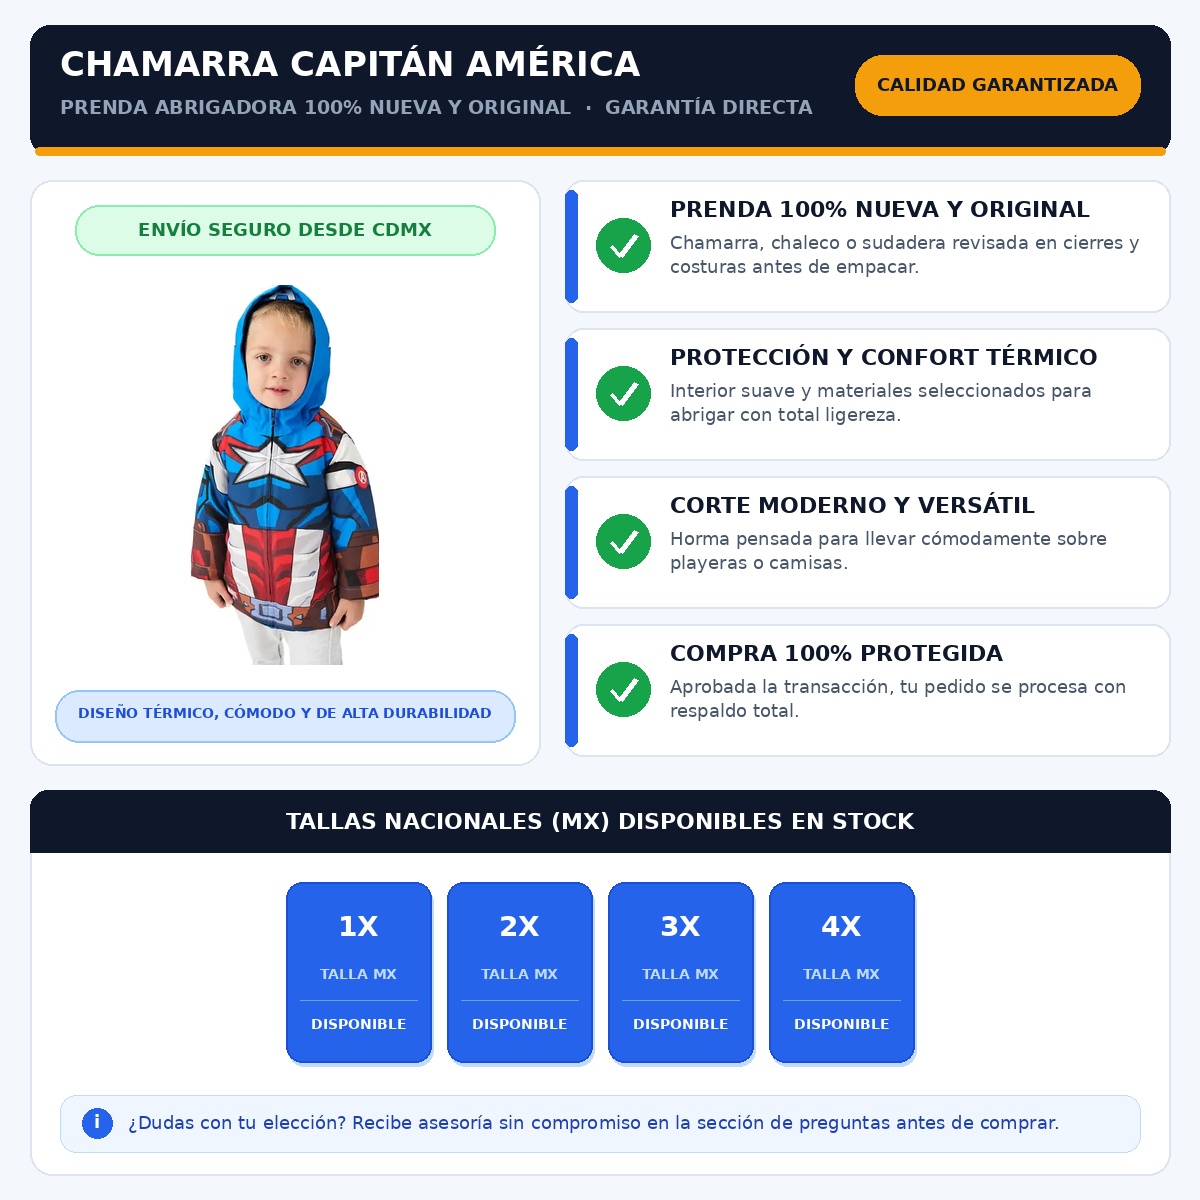 CHAMARRA CAPITÁN AMÉRICA
PRENDA ABRIGADORA 100% NUEVA Y ORIGINAL · GARANTÍA DIRECTA
CALIDAD GARANTIZADA
ENVÍO SEGURO DESDE CDMX
DISEÑO TÉRMICO, CÓMODO Y DE ALTA DURABILIDAD
PRENDA 100% NUEVA Y ORIGINAL
Chamarra, chaleco o sudadera revisada en cierres y
costuras antes de empacar.
PROTECCIÓN Y CONFORT TÉRMICO
Interior suave y materiales seleccionados para
abrigar con total ligereza.
CORTE MODERNO Y VERSÁTIL
Horma pensada para llevar cómodamente sobre
playeras o camisas.
COMPRA 100% PROTEGIDA
Aprobada la transacción, tu pedido se procesa con
respaldo total.
TALLAS NACIONALES (MX) DISPONIBLES EN STOCK
1X
TALLA MX
DISPONIBLE
2X
TALLA MX
DISPONIBLE
3X
TALLA MX
DISPONIBLE
4X
TALLA MX
DISPONIBLE
i ¿Dudas con tu elección? Recibe asesoría sin compromiso en la sección de preguntas antes de comprar.